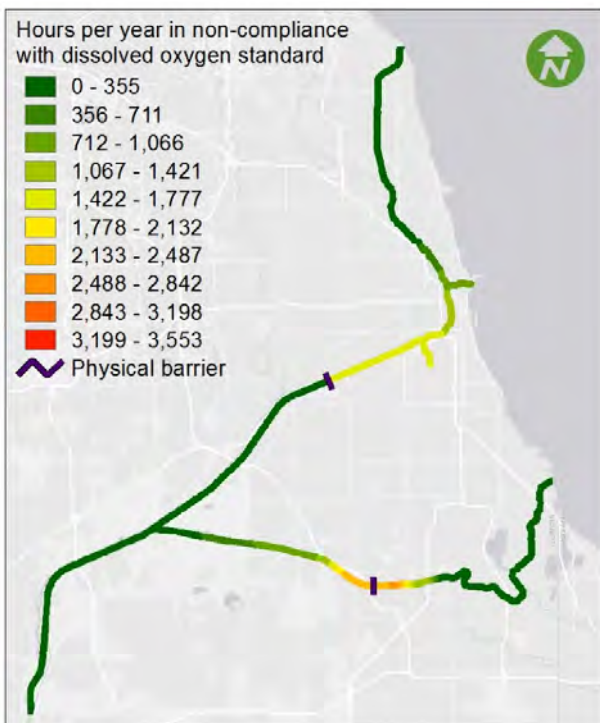 Hours per year in non-compliance
with dissolved oxygen standard
0 - 355
356 - 711
712 - 1,066
1,067 - 1,421
1,422 - 1,777
1,778 - 2,132
2,133 - 2,487
2,488 - 2,842
2,843 - 3,198
3,199 - 3,553
Physical barrier
N